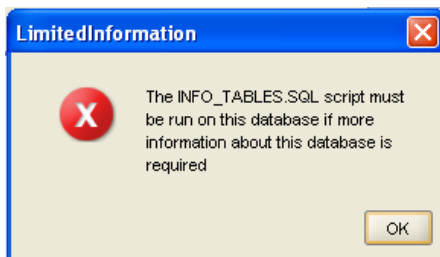 LimitedInformation
The INFO_TABLES.SQL script must
be run on this database if more
information about this database is
required
OK